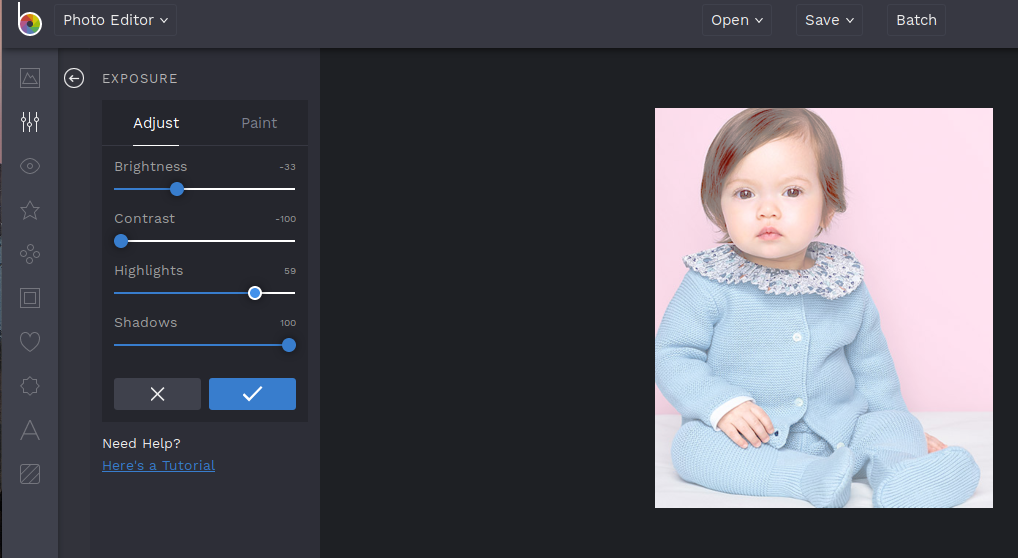 Photo Editor
Open
Save
Batch
EXPOSURE
Adjust Paint
Brightness -33
Contrast -100
Highlights 59
Shadows 100
Need Help?
Here's a Tutorial